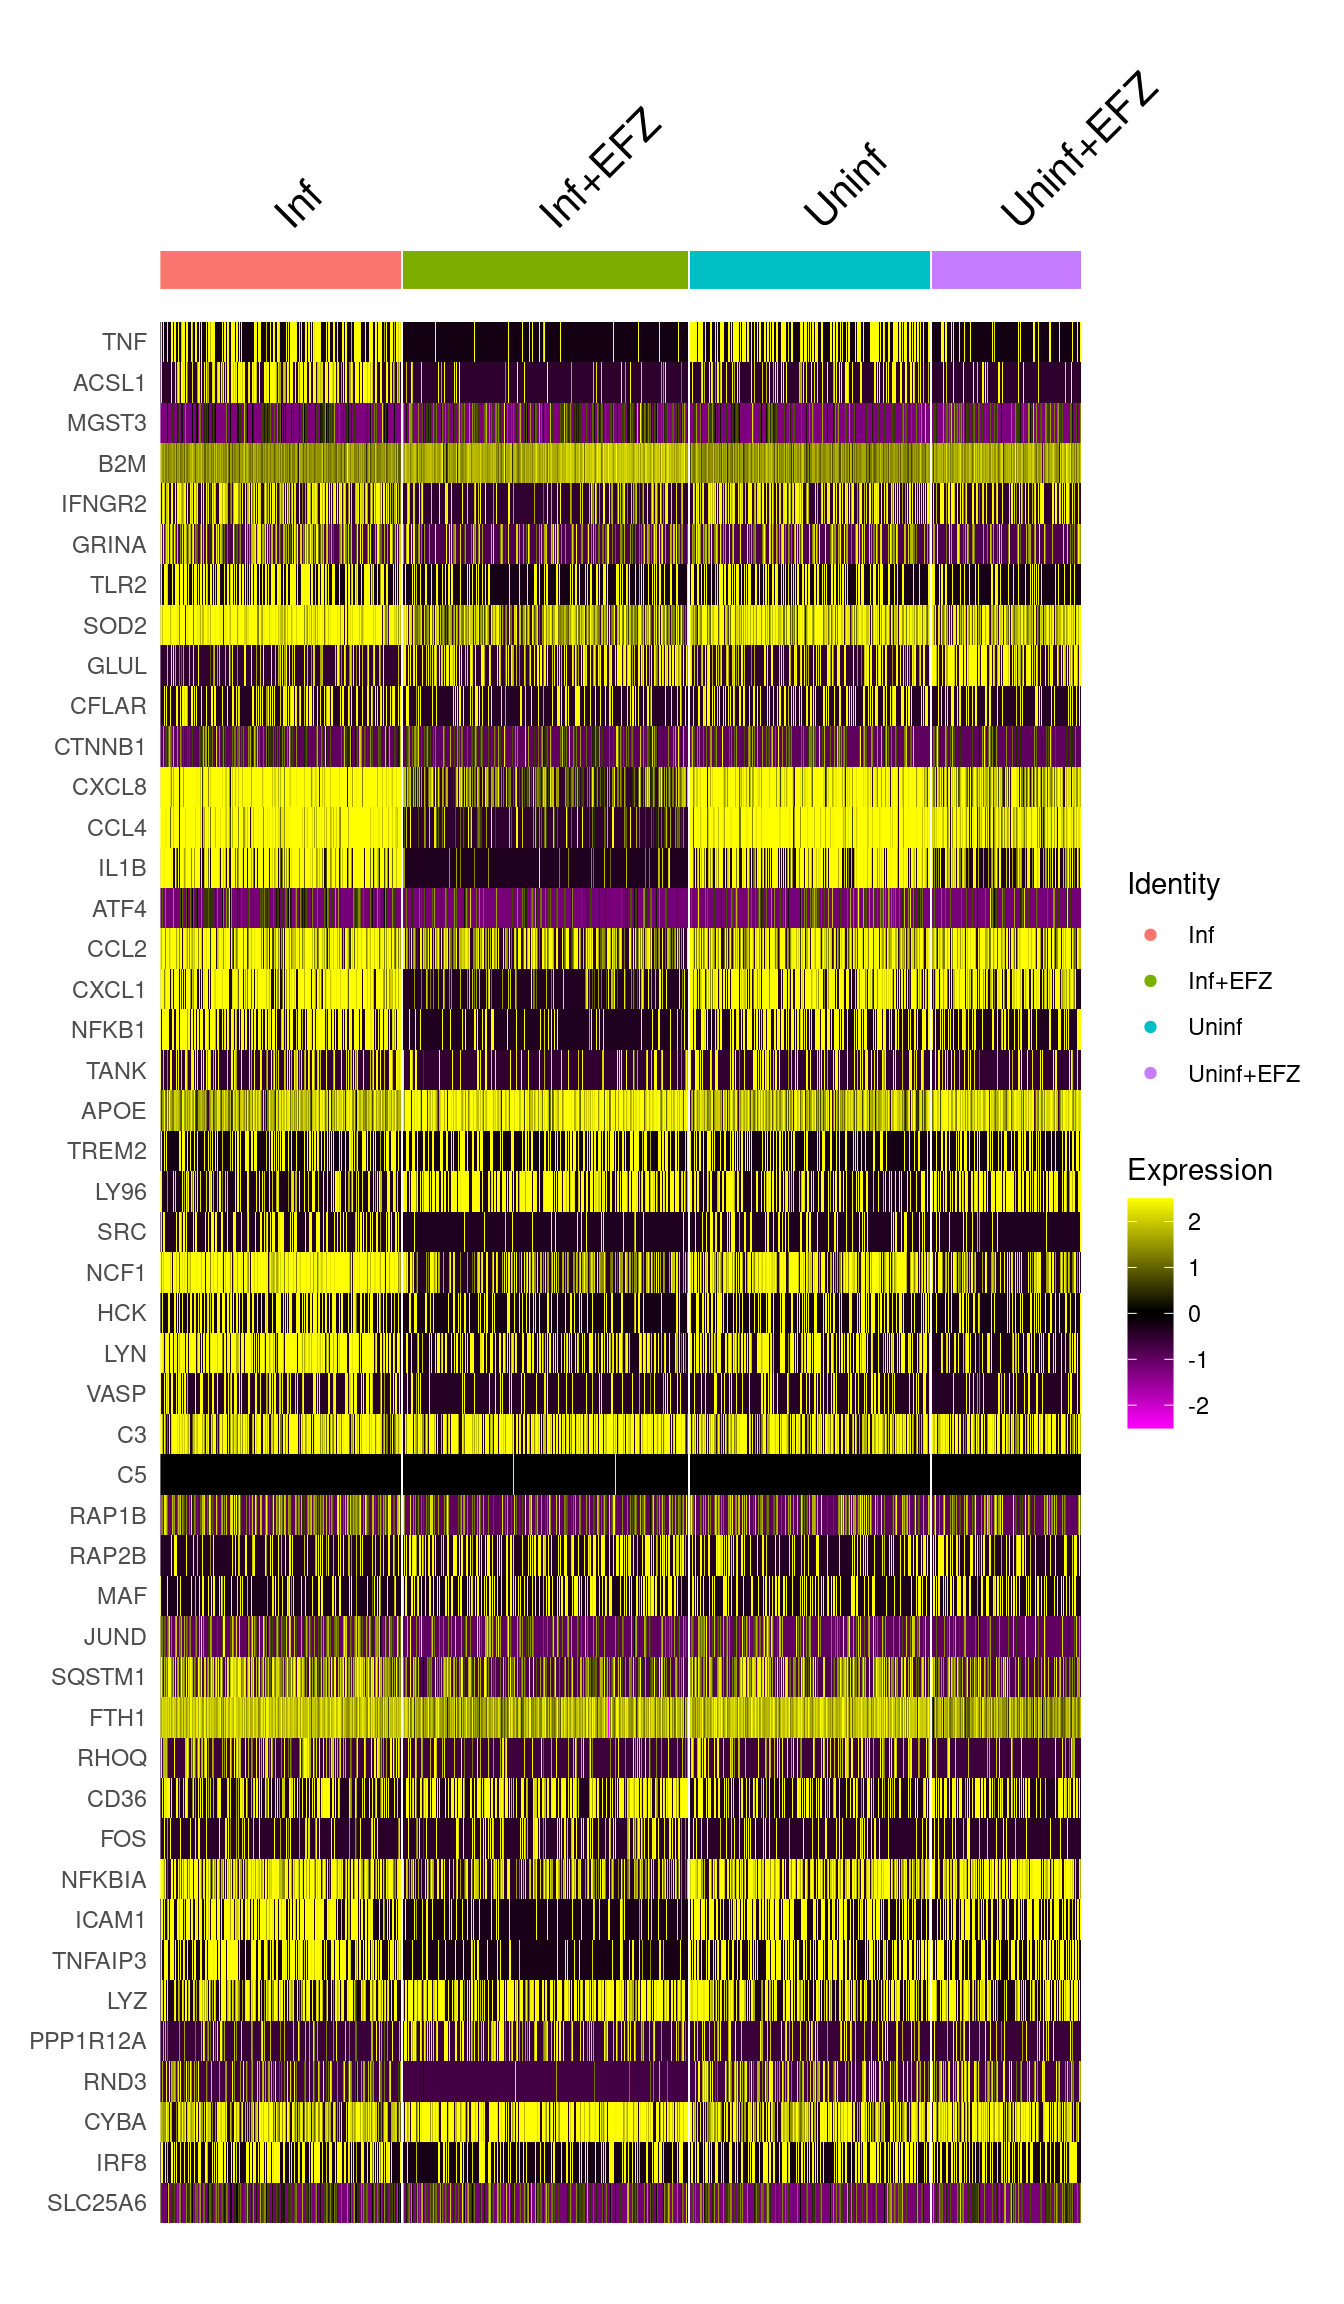 Inf
Inf+EFZ
Uninf
Uninf+EFZ
TNF
ACSL1
MGST3
B2M
IFNGR2
GRINA
TLR2
SOD2
GLUL
CFLAR
CTNNB1
CXCL8
CCL4
IL1B
ATF4
CCL2
CXCL1
NFKB1
TANK
APOE
TREM2
LY96
SRC
NCF1
HCK
LYN
VASP
C3
C5
RAP1B
RAP2B
MAF
JUND
SQSTM1
FTH1
RHOQ
CD36
FOS
NFKBIA
ICAM1
TNFAIP3
LYZ
PPP1R12A
RND3
CYBA
IRF8
SLC25A6
Identity
Inf
Inf+EFZ
Uninf
Uninf+EFZ
Expression
2
1
0
-1
-2